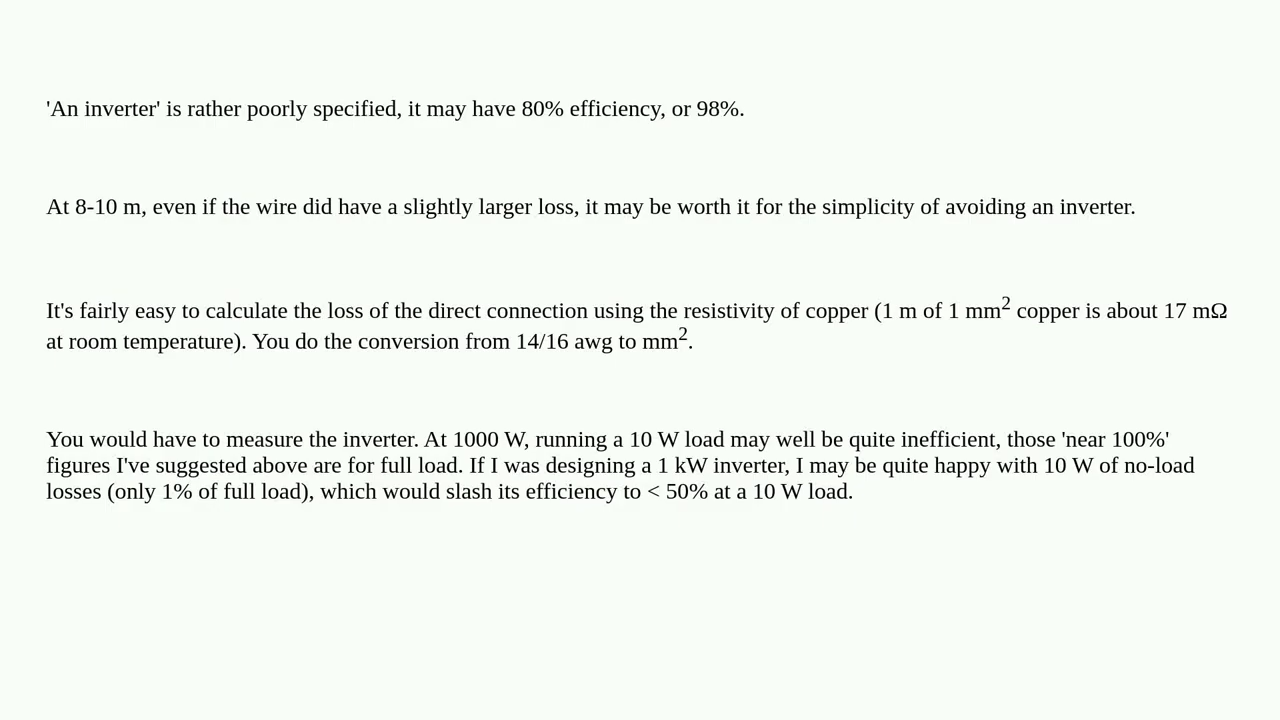 'An inverter' is rather poorly specified, it may have 80% efficiency, or 98%.
At 8-10 m, even if the wire did have a slightly larger loss, it may be worth it for the simplicity of avoiding an inverter.
It's fairly easy to calculate the loss of the direct connection using the resistivity of copper (1 m of 1 mm² copper is about 17 mΩ
at room temperature). You do the conversion from 14/16 awg to mm².
You would have to measure the inverter. At 1000 W, running a 10 W load may well be quite inefficient, those 'near 100%'
figures I've suggested above are for full load. If I was designing a 1 kW inverter, I may be quite happy with 10 W of no-load
losses (only 1% of full load), which would slash its efficiency to < 50% at a 10 W load.